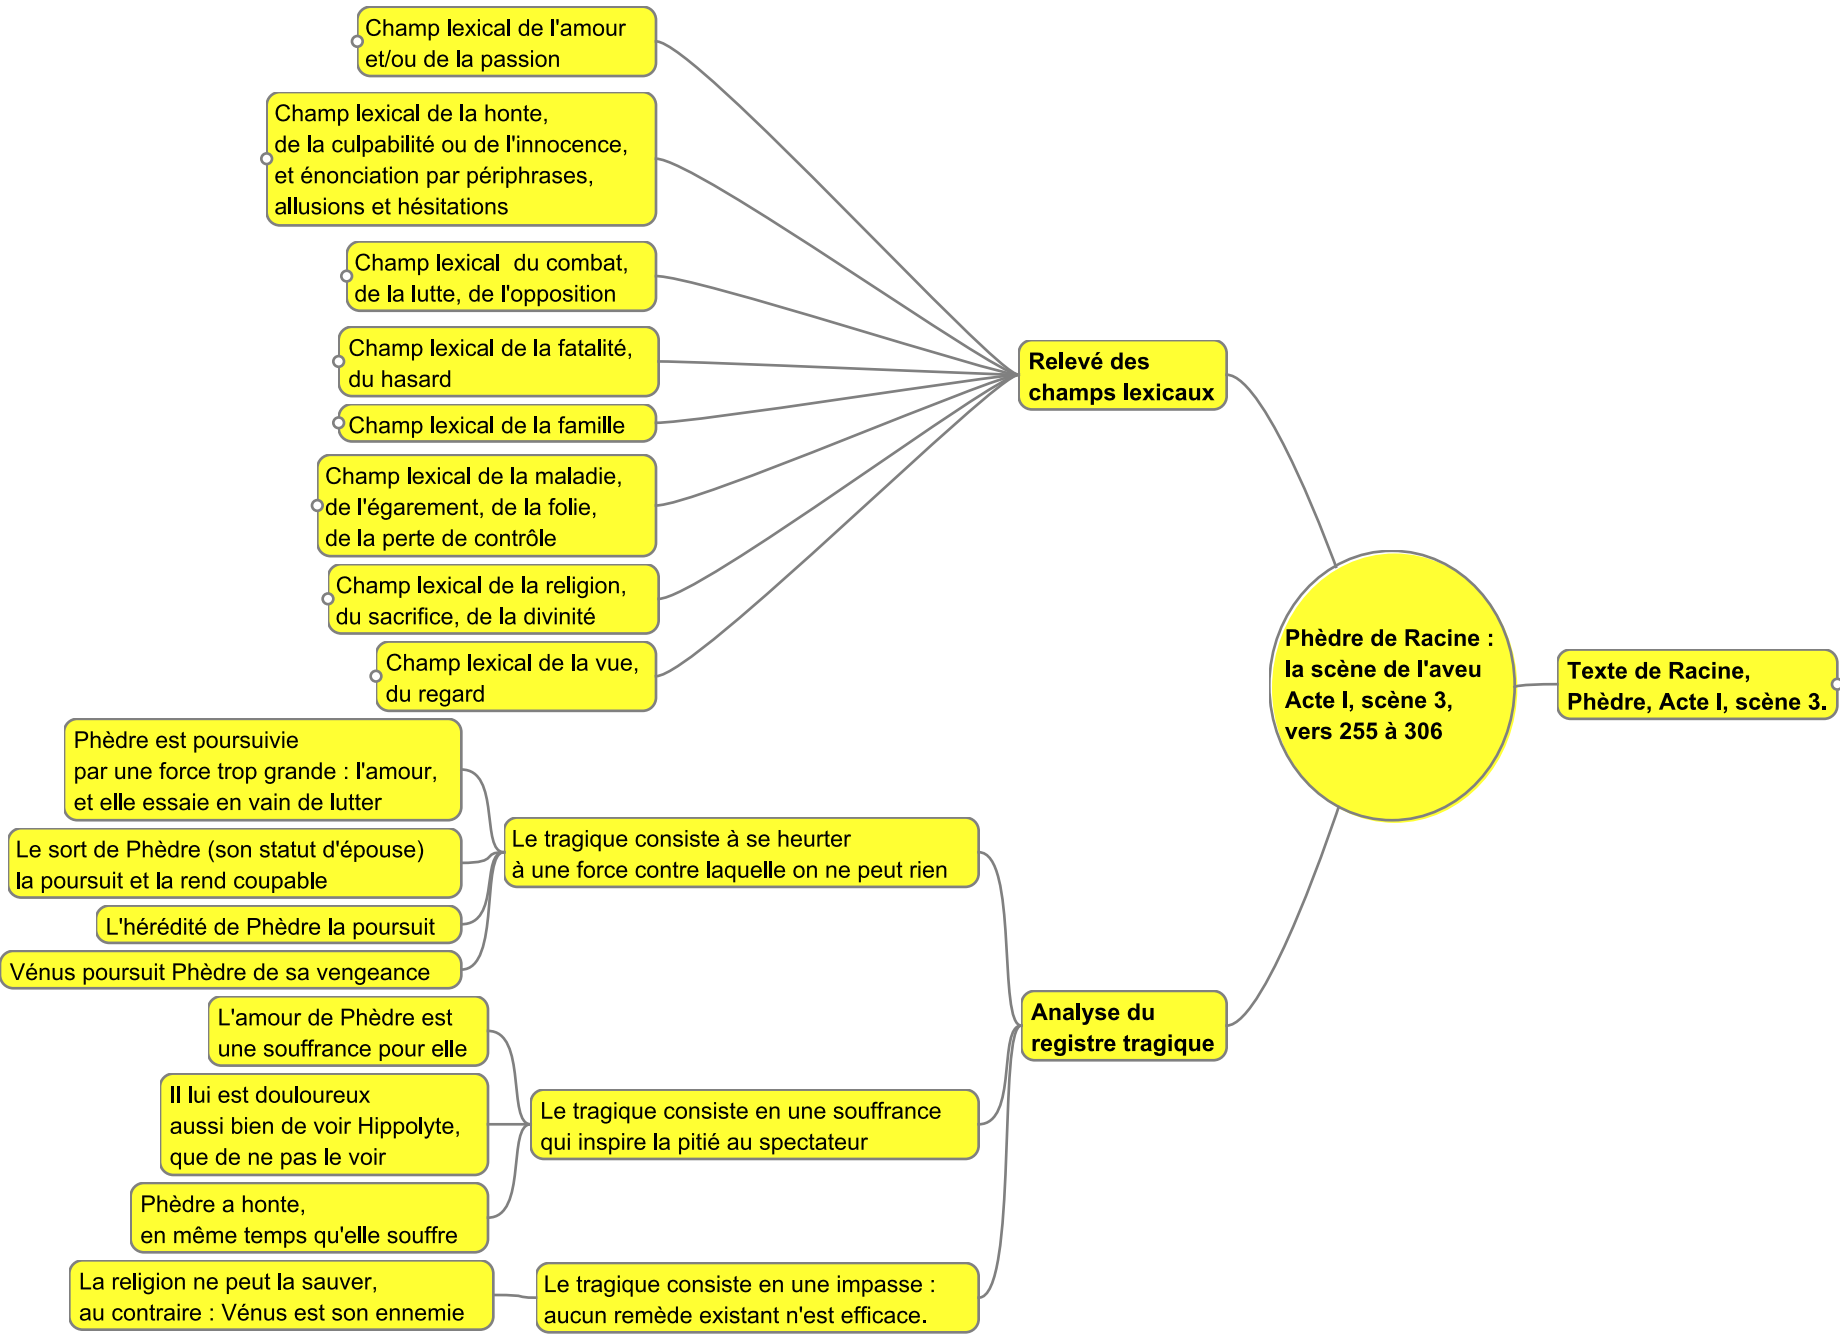 Champ lexical de l'amour
et/ou de la passion
Champ lexical de la honte,
de la culpabilité ou de l'innocence,
et énonciation par périphrases,
allusions et hésitations
Champ lexical  du combat,
de la lutte, de l'opposition
Champ lexical de la fatalité,
du hasard
Champ lexical de la famille
Champ lexical de la maladie,
de l'égarement, de la folie,
de la perte de contrôle
Champ lexical de la religion,
du sacrifice, de la divinité
Champ lexical de la vue,
du regard
Relevé des
champs lexicaux
Phèdre de Racine :
la scène de l'aveu
Acte I, scène 3,
vers 255 à 306
Texte de Racine,
Phèdre, Acte I, scène 3.
Phèdre est poursuivie
par une force trop grande : l'amour,
et elle essaie en vain de lutter
Le sort de Phèdre (son statut d'épouse)
la poursuit et la rend coupable
L'hérédité de Phèdre la poursuit
Vénus poursuit Phèdre de sa vengeance
Le tragique consiste à se heurter
à une force contre laquelle on ne peut rien
L'amour de Phèdre est
une souffrance pour elle
Il lui est douloureux
aussi bien de voir Hippolyte,
que de ne pas le voir
Phèdre a honte,
en même temps qu'elle souffre
Le tragique consiste en une souffrance
qui inspire la pitié au spectateur
La religion ne peut la sauver,
au contraire : Vénus est son ennemie
Le tragique consiste en une impasse :
aucun remède existant n'est efficace.
Analyse du
registre tragique